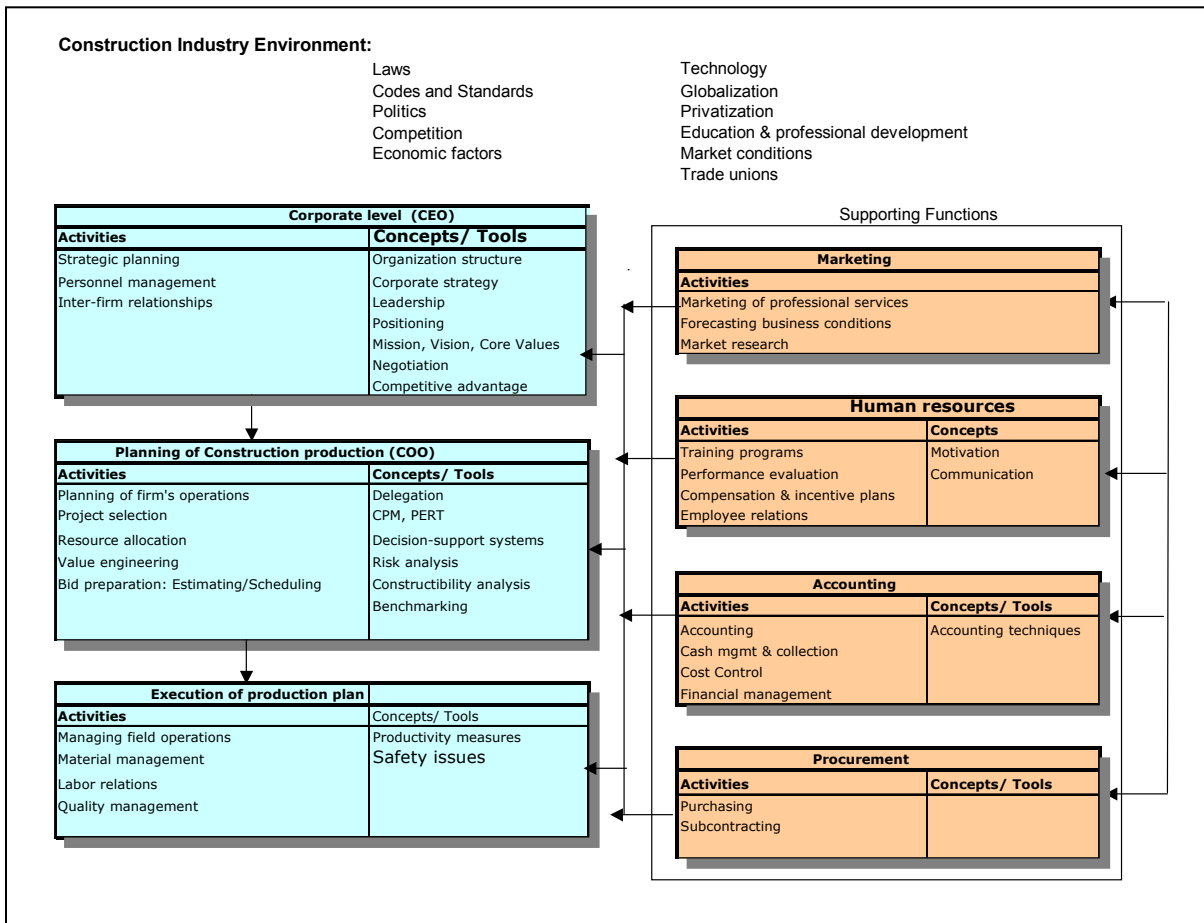 Construction Industry Environment:
Laws
Codes and Standards
Politics
Competition
Economic factors
Technology
Globalization
Privatization
Education & professional development
Market conditions
Trade unions
Corporate level (CEO)
Activities
Concepts/ Tools
Strategic planning
Personnel management
Inter-firm relationships
Organization structure
Corporate strategy
Leadership
Positioning
Mission, Vision, Core Values
Negotiation
Competitive advantage
Planning of Construction production (COO)
Activities
Concepts/ Tools
Planning of firm's operations
Project selection
Resource allocation
Value engineering
Bid preparation: Estimating/Scheduling
Delegation
CPM, PERT
Decision-support systems
Risk analysis
Constructibility analysis
Benchmarking
Execution of production plan
Activities
Concepts/ Tools
Managing field operations
Material management
Labor relations
Quality management
Productivity measures
Safety issues
Supporting Functions
Marketing
Activities
Marketing of professional services
Forecasting business conditions
Market research
Human resources
Activities
Concepts
Training programs
Performance evaluation
Compensation & incentive plans
Employee relations
Motivation
Communication
Accounting
Activities
Concepts/ Tools
Accounting
Cash mgmt & collection
Cost Control
Financial management
Accounting techniques
Procurement
Activities
Concepts/ Tools
Purchasing
Subcontracting